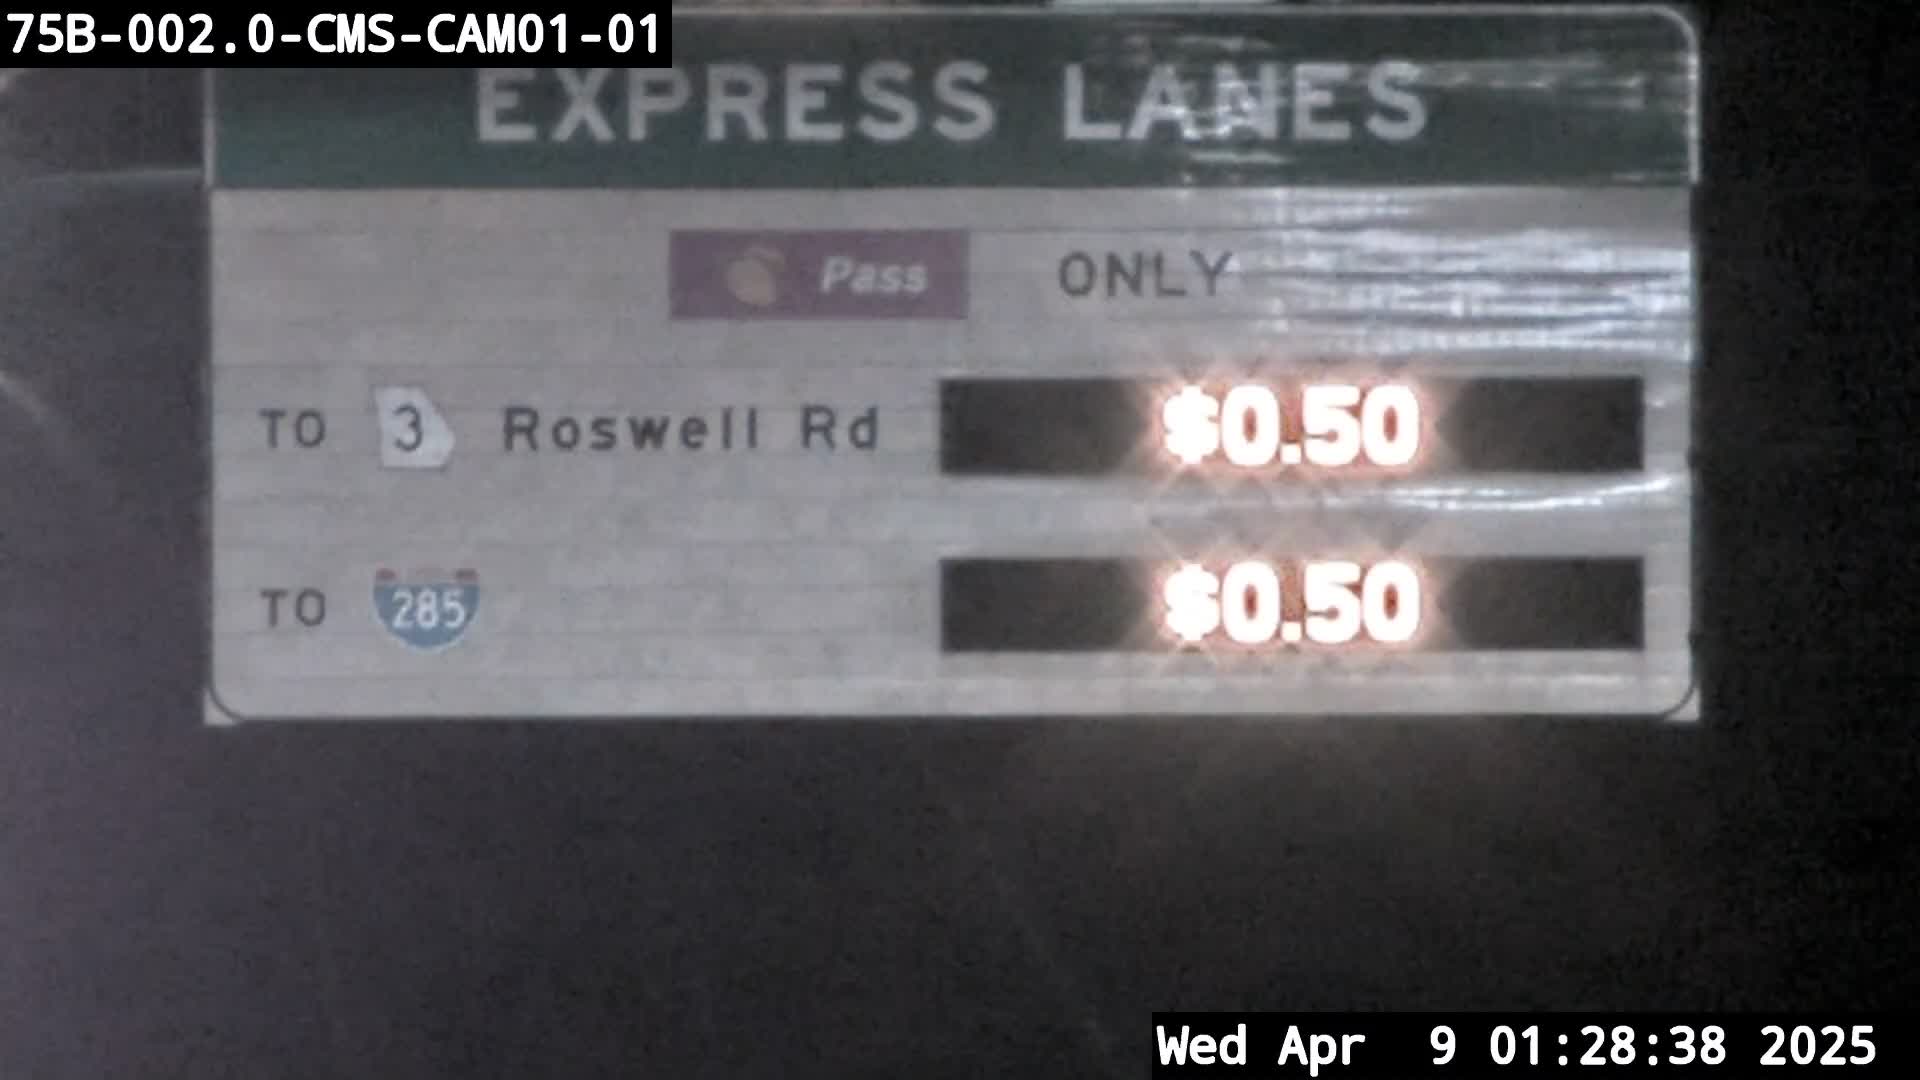 75B-002.0-CMS-CAM01-01
EXPRESS LANES
Pass ONLY
TO 3 Roswell Rd $0.50
TO 285 $0.50
Wed Apr 9 01:28:38 2025